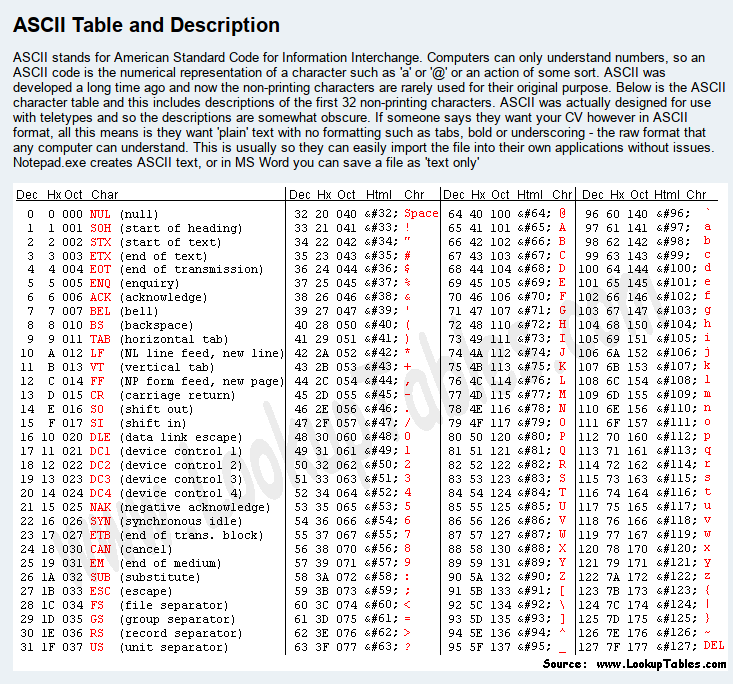 ASCII Table and Description
ASCII stands for American Standard Code for Information Interchange. Computers can only understand numbers, so an
ASCII code is the numerical representation of a character such as 'a' or '@' or an action of some sort. ASCII was
developed a long time ago and now the non-printing characters are rarely used for their original purpose. Below is the ASCII
character table and this includes descriptions of the first 32 non-printing characters. ASCII was actually designed for use
with teletypes and so the descriptions are somewhat obscure. If someone says they want your CV however in ASCII
format, all this means is they want 'plain' text with no formatting such as tabs, bold or underscoring - the raw format that
any computer can understand. This is usually so they can easily import the file into their own applications without issues.
Notepad.exe creates ASCII text, or in MS Word you can save a file as 'text only'
Dec Hx Oct Char Dec Hx Oct Html Chr Dec Hx Oct Html Chr Dec Hx Oct Html Chr
0 0 000 NUL (null) 32 20 040 &#32; Space 64 40 100 &#64; @ 96 60 140 &#96; `
1 1 001 SOH (start of heading) 33 21 041 &#33; ! 65 41 101 &#65; A 97 61 141 &#97; a
2 2 002 STX (start of text) 34 22 042 &#34; " 66 42 102 &#66; B 98 62 142 &#98; b
3 3 003 ETX (end of text) 35 23 043 &#35; # 67 43 103 &#67; C 99 63 143 &#99; c
4 4 004 EOT (end of transmission) 36 24 044 &#36; $ 68 44 104 &#68; D 100 64 144 &#100; d
5 5 005 ENQ (enquiry) 37 25 045 &#37; % 69 45 105 &#69; E 101 65 145 &#101; e
6 6 006 ACK (acknowledge) 38 26 046 &#38; & 70 46 106 &#70; F 102 66 146 &#102; f
7 7 007 BEL (bell) 39 27 047 &#39; ' 71 47 107 &#71; G 103 67 147 &#103; g
8 8 010 BS (backspace) 40 28 050 &#40; ( 72 48 110 &#72; H 104 68 150 &#104; h
9 9 011 TAB (horizontal tab) 41 29 051 &#41; ) 73 49 111 &#73; I 105 69 151 &#105; i
10 A 012 LF (NL line feed, new line) 42 2A 052 &#42; * 74 4A 112 &#74; J 106 6A 152 &#106; j
11 B 013 VT (vertical tab) 43 2B 053 &#43; + 75 4B 113 &#75; K 107 6B 153 &#107; k
12 C 014 FF (NP form feed, new page) 44 2C 054 &#44; , 76 4C 114 &#76; L 108 6C 154 &#108; l
13 D 015 CR (carriage return) 45 2D 055 &#45; - 77 4D 115 &#77; M 109 6D 155 &#109; m
14 E 016 SO (shift out) 46 2E 056 &#46; . 78 4E 116 &#78; N 110 6E 156 &#110; n
15 F 017 SI (shift in) 47 2F 057 &#47; / 79 4F 117 &#79; O 111 6F 157 &#111; o
16 10 020 DLE (data link escape) 48 30 060 &#48; 0 80 50 120 &#80; P 112 70 160 &#112; p
17 11 021 DC1 (device control 1) 49 31 061 &#49; 1 81 51 121 &#81; Q 113 71 161 &#113; q
18 12 022 DC2 (device control 2) 50 32 062 &#50; 2 82 52 122 &#82; R 114 72 162 &#114; r
19 13 023 DC3 (device control 3) 51 33 063 &#51; 3 83 53 123 &#83; S 115 73 163 &#115; s
20 14 024 DC4 (device control 4) 52 34 064 &#52; 4 84 54 124 &#84; T 116 74 164 &#116; t
21 15 025 NAK (negative acknowledge) 53 35 065 &#53; 5 85 55 125 &#85; U 117 75 165 &#117; u
22 16 026 SYN (synchronous idle) 54 36 066 &#54; 6 86 56 126 &#86; V 118 76 166 &#118; v
23 17 027 ETB (end of trans. block) 55 37 067 &#55; 7 87 57 127 &#87; W 119 77 167 &#119; w
24 18 030 CAN (cancel) 56 38 070 &#56; 8 88 58 130 &#88; X 120 78 170 &#120; x
25 19 031 EM (end of medium) 57 39 071 &#57; 9 89 59 131 &#89; Y 121 79 171 &#121; y
26 1A 032 SUB (substitute) 58 3A 072 &#58; : 90 5A 132 &#90; Z 122 7A 172 &#122; z
27 1B 033 ESC (escape) 59 3B 073 &#59; ; 91 5B 133 &#91; [ 123 7B 173 &#123; {
28 1C 034 FS (file separator) 60 3C 074 &#60; < 92 5C 134 &#92; \ 124 7C 174 &#124; |
29 1D 035 GS (group separator) 61 3D 075 &#61; = 93 5D 135 &#93; ] 125 7D 175 &#125; }
30 1E 036 RS (record separator) 62 3E 076 &#62; > 94 5E 136 &#94; ^ 126 7E 176 &#126; ~
31 1F 037 US (unit separator) 63 3F 077 &#63; ? 95 5F 137 &#95; _ 127 7F 177 &#127; DEL
Source: www.LookupTables.com
www.LookupTables.com